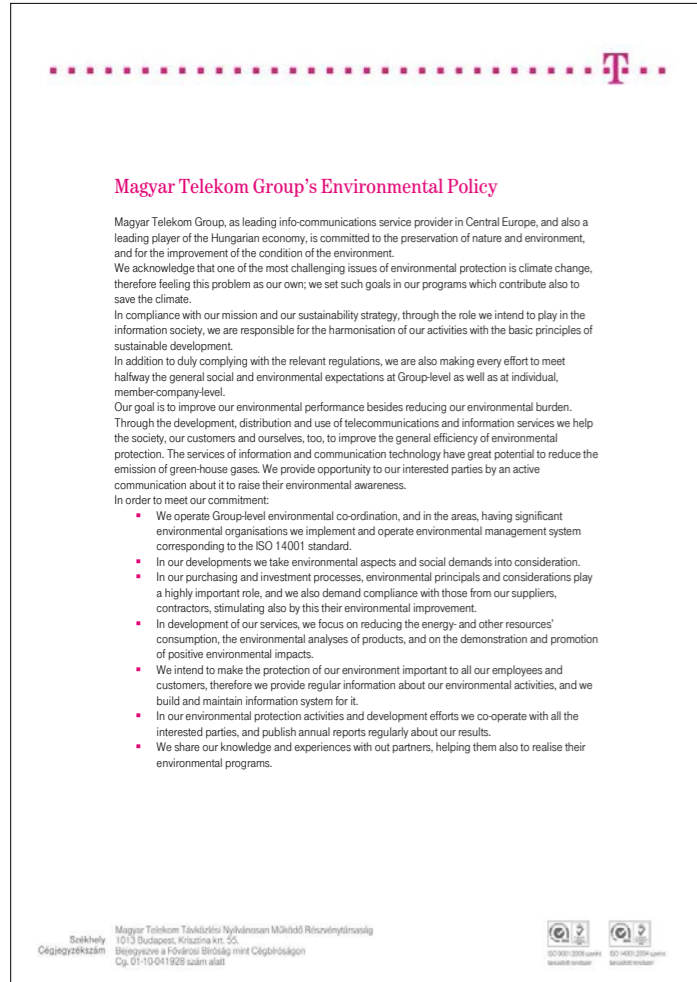 T
Magyar Telekom Group's Environmental Policy
Magyar Telekom Group, as leading info-communications service provider in Central Europe, and also a
leading player of the Hungarian economy, is committed to the preservation of nature and environment,
and for the improvement of the condition of the environment.
We acknowledge that one of the most challenging issues of environmental protection is climate change,
therefore feeling this problem as our own; we set such goals in our programs which contribute also to
save the climate.
In compliance with our mission and our sustainability strategy, through the role we intend to play in the
information society, we are responsible for the harmonisation of our activities with the basic principles of
sustainable development.
In addition to duly complying with the relevant regulations, we are also making every effort to meet
halfway the general social and environmental expectations at Group-level as well as at individual,
member-company-level.
Our goal is to improve our environmental performance besides reducing our environmental burden.
Through the development, distribution and use of telecommunications and information services we help
the society, our customers and ourselves, too, to improve the general efficiency of environmental
protection. The services of information and communication technology have great potential to reduce the
emission of green-house gases. We provide opportunity to our interested parties by an active
communication about it to raise their environmental awareness.
In order to meet our commitment:
▪ We operate Group-level environmental co-ordination, and in the areas, having significant
environmental organisations we implement and operate environmental management system
corresponding to the ISO 14001 standard.
▪ In our developments we take environmental aspects and social demands into consideration.
▪ In our purchasing and investment processes, environmental principals and considerations play
a highly important role, and we also demand compliance with those from our suppliers,
contractors, stimulating also by this their environmental improvement.
▪ In development of our services, we focus on reducing the energy- and other resources'
consumption, the environmental analyses of products, and on the demonstration and promotion
of positive environmental impacts.
▪ We intend to make the protection of our environment important to all our employees and
customers, therefore we provide regular information about our environmental activities, and we
build and maintain information system for it.
▪ In our environmental protection activities and development efforts we co-operate with all the
interested parties, and publish annual reports regularly about our results.
▪ We share our knowledge and experiences with out partners, helping them also to realise their
environmental programs.
Magyar Telekom Távközlési Nyilvánosan Működő Részvénytársaság
Székhely 1013 Budapest, Krisztina krt. 55.
Cégjegyzékszám Bejegyezve a Fővárosi Bíróság mint Cégbíróságon
Cg. 01-10-041928 szám alatt